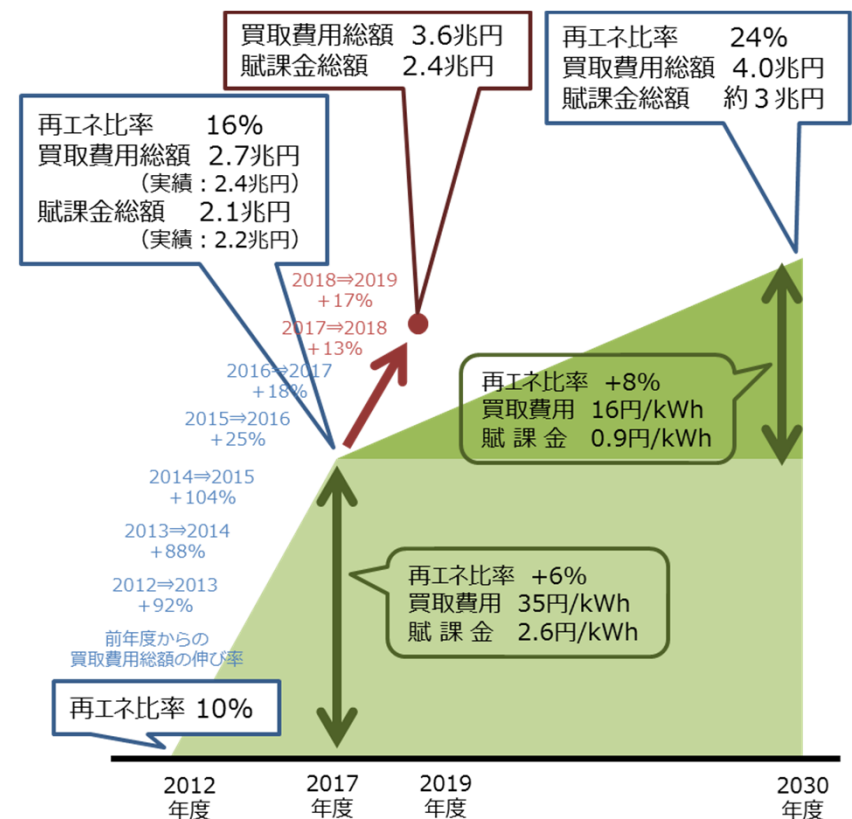 買取費用総額 3.6兆円
賦課金総額 2.4兆円
再エネ比率 24%
買取費用総額 4.0兆円
賦課金総額 約3兆円
再エネ比率 16%
買取費用総額 2.7兆円
（実績：2.4兆円）
賦課金総額 2.1兆円
（実績：2.2兆円）
2018⇒2019
+17%
2017⇒2018
+13%
2016⇒2017
+18%
2015⇒2016
+25%
2014⇒2015
+104%
2013⇒2014
+88%
2012⇒2013
+92%
前年度からの
買取費用総額の伸び率
再エネ比率 +8%
買取費用 16円/kWh
賦課金 0.9円/kWh
再エネ比率 +6%
買取費用 35円/kWh
賦課金 2.6円/kWh
再エネ比率 10%
2012
年度
2017
年度
2019
年度
2030
年度